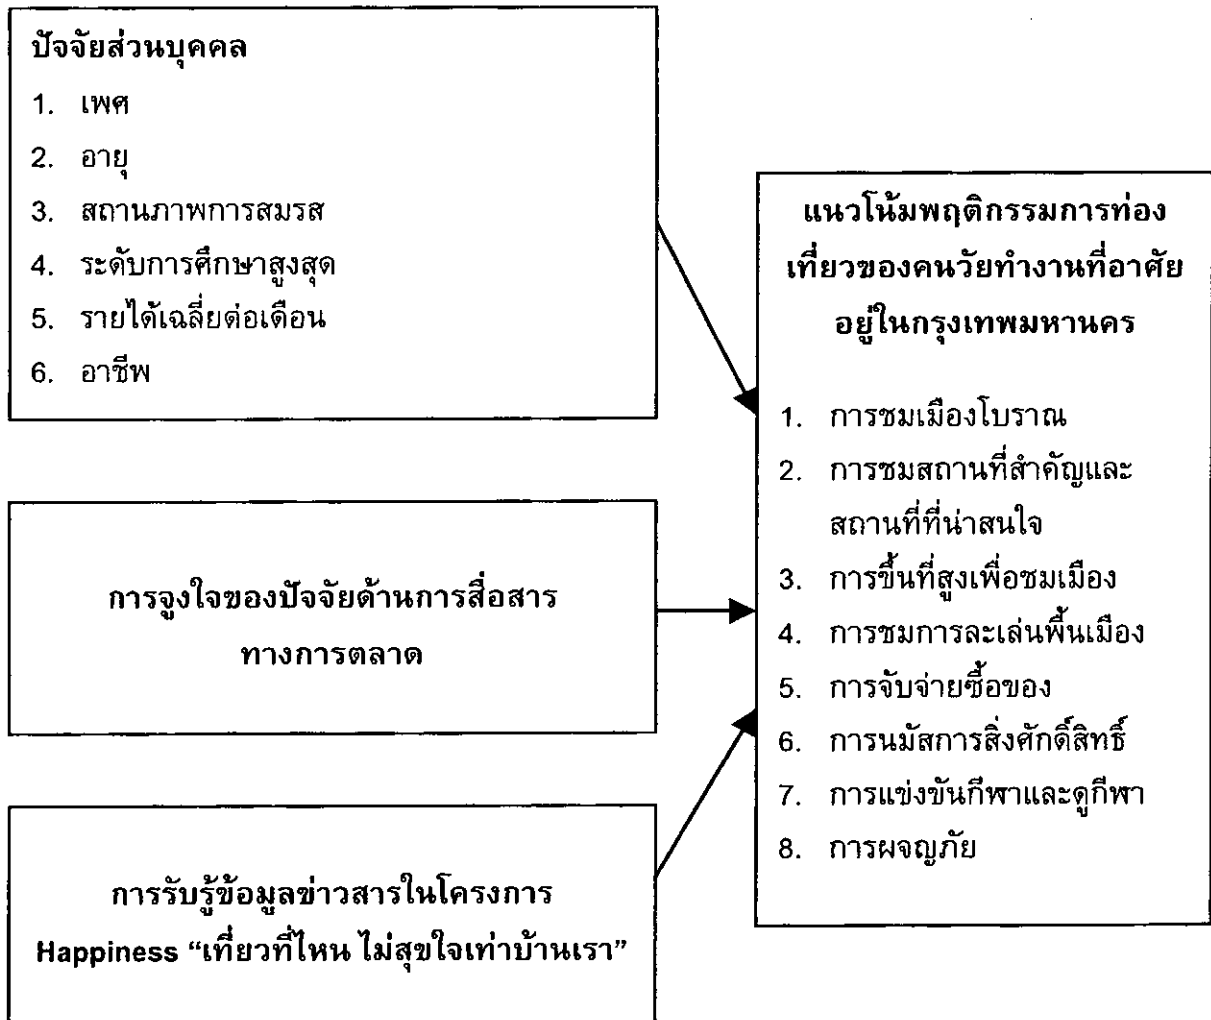 ปัจจัยส่วนบุคคล
1. เพศ
2. อายุ
3. สถานภาพการสมรส
4. ระดับการศึกษาสูงสุด
5. รายได้เฉลี่ยต่อเดือน
6. อาชีพ
การจูงใจของปัจจัยด้านการสื่อสาร
ทางการตลาด
การรับรู้ข้อมูลข่าวสารในโครงการ
Happiness “เที่ยวที่ไหน ไม่สุขใจเท่าบ้านเรา”
แนวโน้มพฤติกรรมการท่อง
เที่ยวของคนวัยทำงานที่อาศัย
อยู่ในกรุงเทพมหานคร
1. การชมเมืองโบราณ
2. การชมสถานที่สำคัญและ
สถานที่ที่น่าสนใจ
3. การขึ้นที่สูงเพื่อชมเมือง
4. การชมการละเล่นพื้นเมือง
5. การจับจ่ายซื้อของ
6. การนมัสการสิ่งศักดิ์สิทธิ์
7. การแข่งขันกีฬาและดูกีฬา
8. การผจญภัย